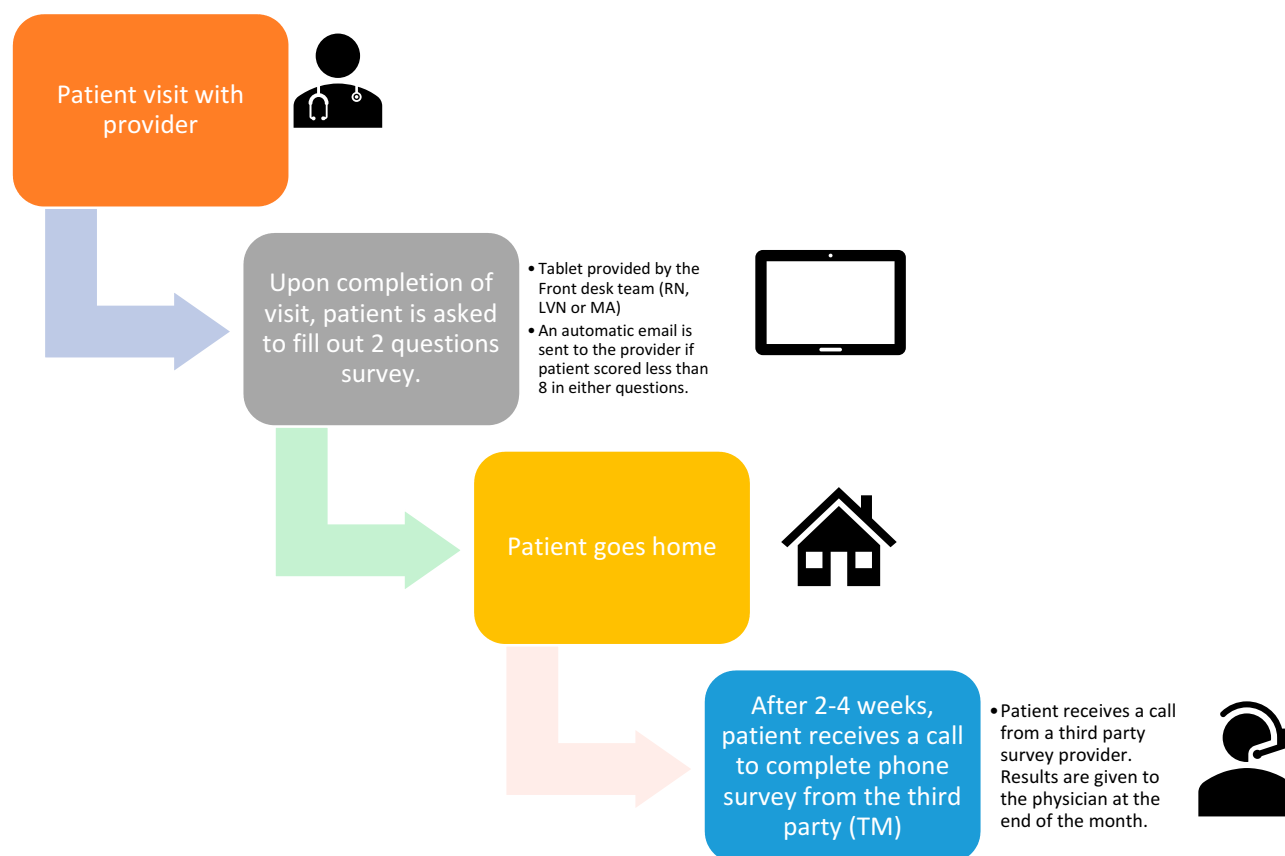 Patient visit with
provider
Upon completion of
visit, patient is asked
to fill out 2 questions
survey.
• Tablet provided by the
Front desk team (RN,
LVN or MA)
• An automatic email is
sent to the provider if
patient scored less than
8 in either questions.
Patient goes home
After 2-4 weeks,
patient receives a call
to complete phone
survey from the third
party (TM)
• Patient receives a call
from a third party
survey provider.
Results are given to
the physician at the
end of the month.